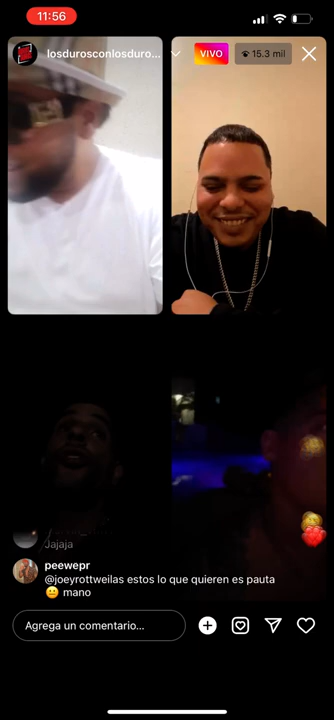 11:56
losdurosconlosduro...
VIVO
15.3 mil
Jajaja
peewepr
@joeyrottweilas estos lo que quieren es pauta
😐 mano
Agrega un comentario...